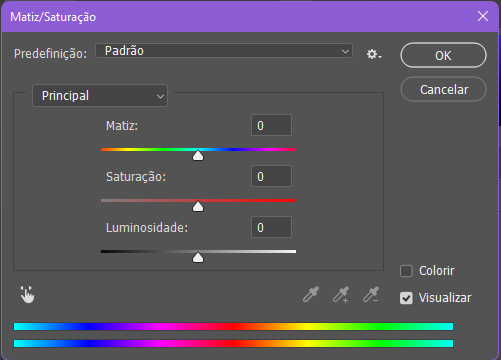 Matiz/Saturação
Predefinição: Padrão
OK
Cancelar
Principal
Matiz: 0
Saturação: 0
Luminosidade: 0
Colorir
Visualizar